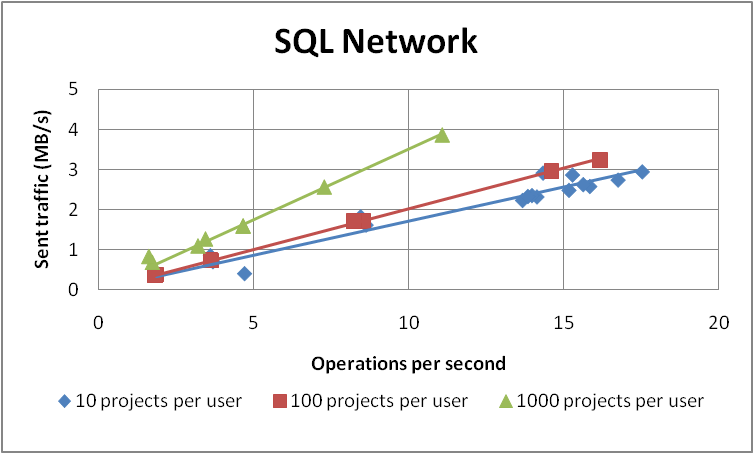 SQL Network
Sent traffic (MB/s)
5
4
3
2
1
0
0 5 10 15 20
Operations per second
10 projects per user 100 projects per user 1000 projects per user